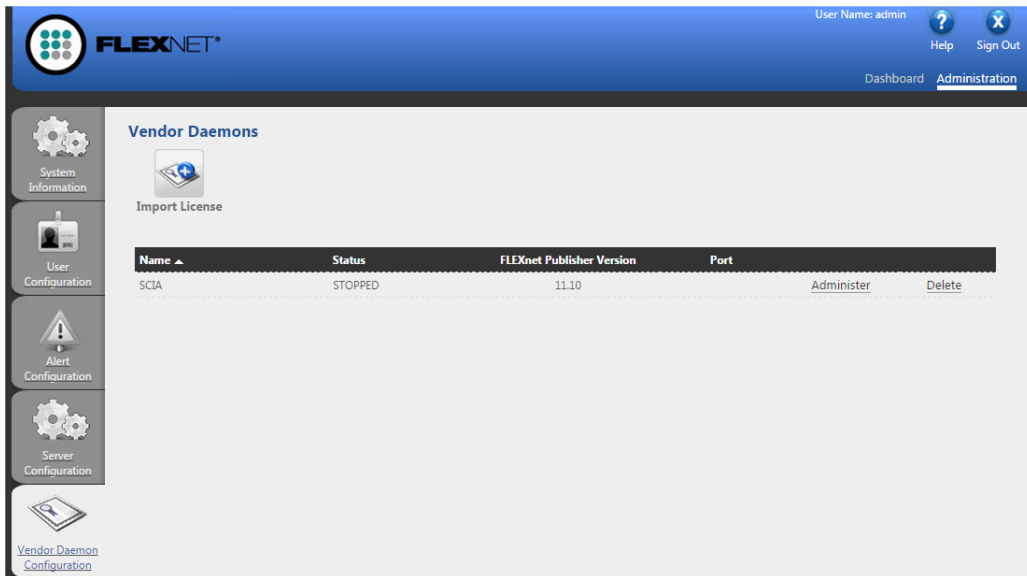 User Name: admin
?
X
FLEXNET
Help
Sign Out
Dashboard
Administration
System
Information
User
Configuration
Alert
Configuration
Server
Configuration
Vendor Daemon
Configuration
Vendor Daemons
Import License
Name Status FLEXnet Publisher Version Port
SCIA STOPPED 11.10 Administer Delete